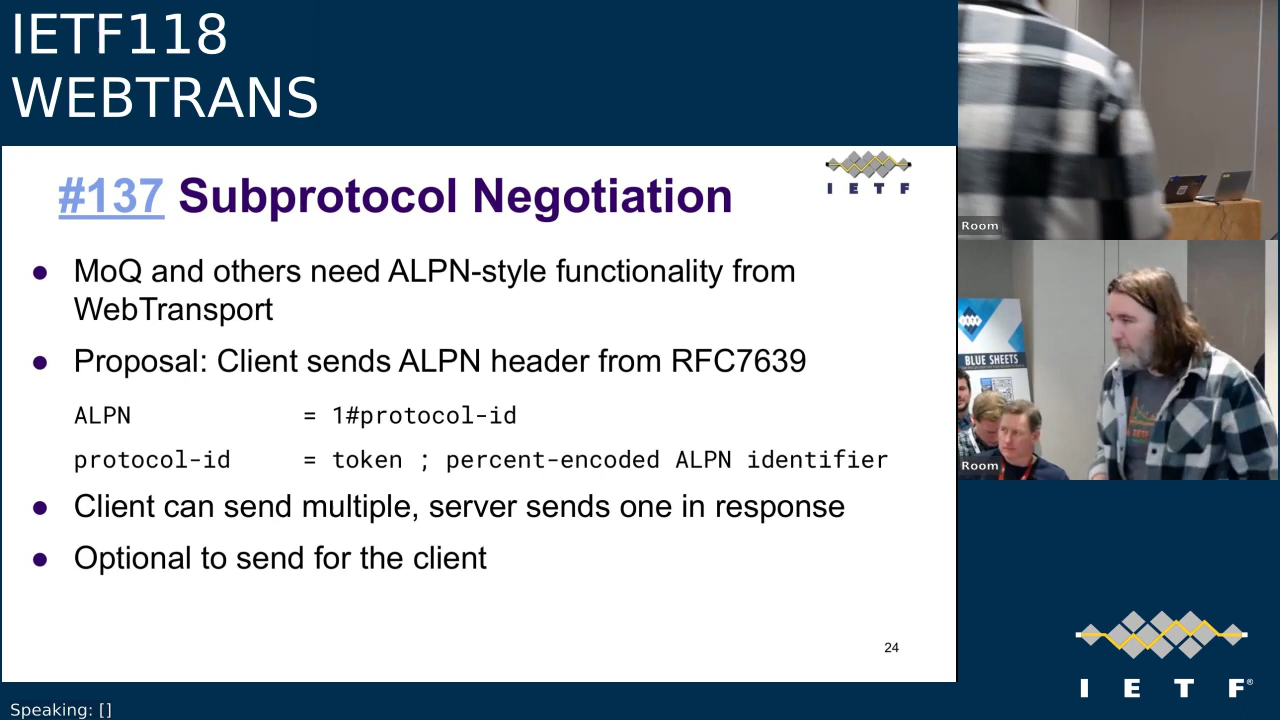 IETF118
WEBTRANS
#137 Subprotocol Negotiation
I E T F
● MoQ and others need ALPN-style functionality from
WebTransport
● Proposal: Client sends ALPN header from RFC7639
ALPN = 1#protocol-id
protocol-id = token ; percent-encoded ALPN identifier
● Client can send multiple, server sends one in response
● Optional to send for the client
24
Room
BLUE SHEETS
Room
I E T F®
Speaking: []